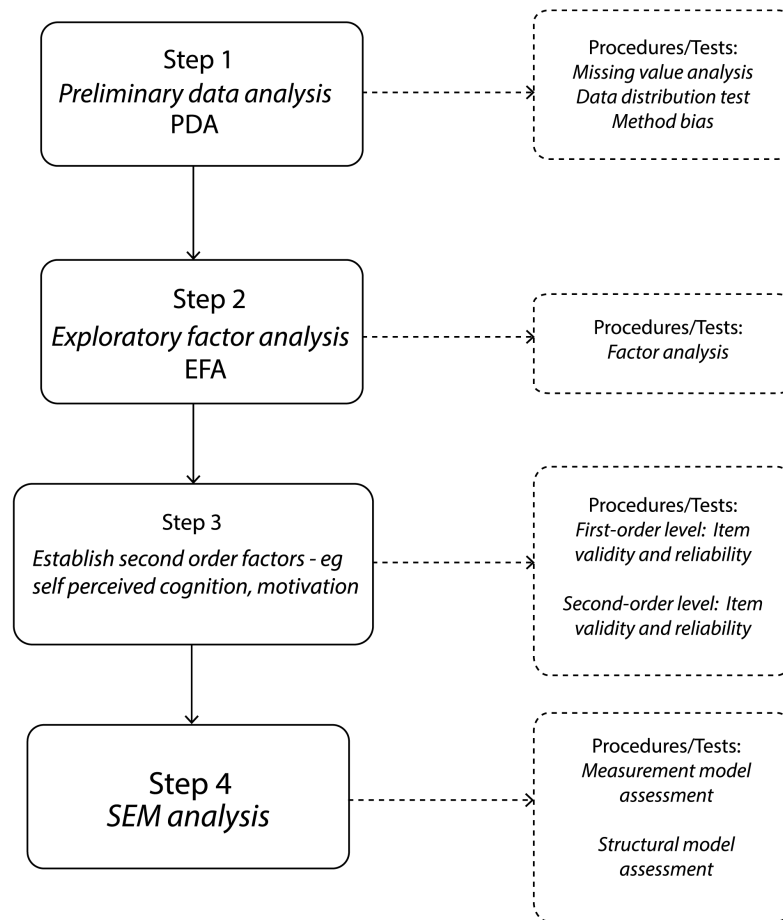 Step 1
Preliminary data analysis
PDA
Procedures/Tests:
Missing value analysis
Data distribution test
Method bias
Step 2
Exploratory factor analysis
EFA
Procedures/Tests:
Factor analysis
Step 3
Establish second order factors - eg
self perceived cognition, motivation
Procedures/Tests:
First-order level: Item
validity and reliability
Second-order level: Item
validity and reliability
Step 4
SEM analysis
Procedures/Tests:
Measurement model
assessment
Structural model
assessment